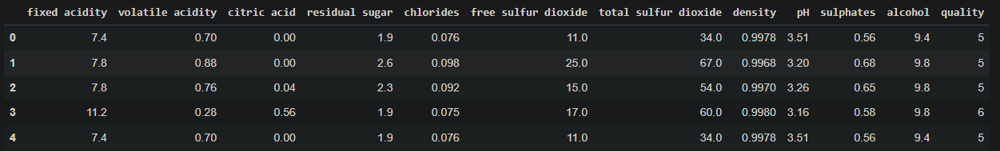 fixed acidity volatile acidity citric acid residual sugar chlorides free sulfur dioxide total sulfur dioxide density pH sulphates alcohol quality
0 7.4 0.70 0.00 1.9 0.076 11.0 34.0 0.9978 3.51 0.56 9.4 5
1 7.8 0.88 0.00 2.6 0.098 25.0 67.0 0.9968 3.20 0.68 9.8 5
2 7.8 0.76 0.04 2.3 0.092 15.0 54.0 0.9970 3.26 0.65 9.8 5
3 11.2 0.28 0.56 1.9 0.075 17.0 60.0 0.9980 3.16 0.58 9.8 6
4 7.4 0.70 0.00 1.9 0.076 11.0 34.0 0.9978 3.51 0.56 9.4 5